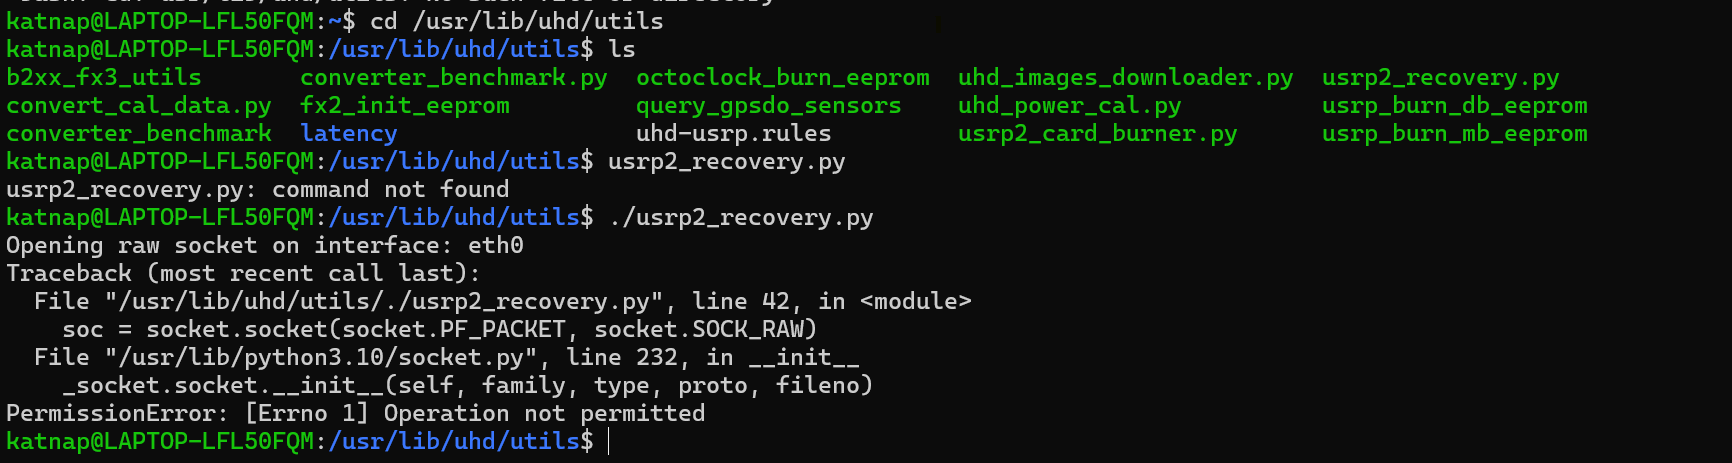 katnap@LAPTOP-LFL50FQM:~$ cd /usr/lib/uhd/utils
katnap@LAPTOP-LFL50FQM:/usr/lib/uhd/utils$ ls
b2xx_fx3_utils converter_benchmark.py octoclock_burn_eeprom uhd_images_downloader.py usrp2_recovery.py
convert_cal_data.py fx2_init_eeprom query_gpsdo_sensors uhd_power_cal.py usrp_burn_db_eeprom
converter_benchmark latency uhd-usrp.rules usrp2_card_burner.py usrp_burn_mb_eeprom
katnap@LAPTOP-LFL50FQM:/usr/lib/uhd/utils$ usrp2_recovery.py
usrp2_recovery.py: command not found
katnap@LAPTOP-LFL50FQM:/usr/lib/uhd/utils$ ./usrp2_recovery.py
Opening raw socket on interface: eth0
Traceback (most recent call last):
  File "/usr/lib/uhd/utils/./usrp2_recovery.py", line 42, in <module>
    soc = socket.socket(socket.PF_PACKET, socket.SOCK_RAW)
  File "/usr/lib/python3.10/socket.py", line 232, in __init__
    _socket.socket.__init__(self, family, type, proto, fileno)
PermissionError: [Errno 1] Operation not permitted
katnap@LAPTOP-LFL50FQM:/usr/lib/uhd/utils$